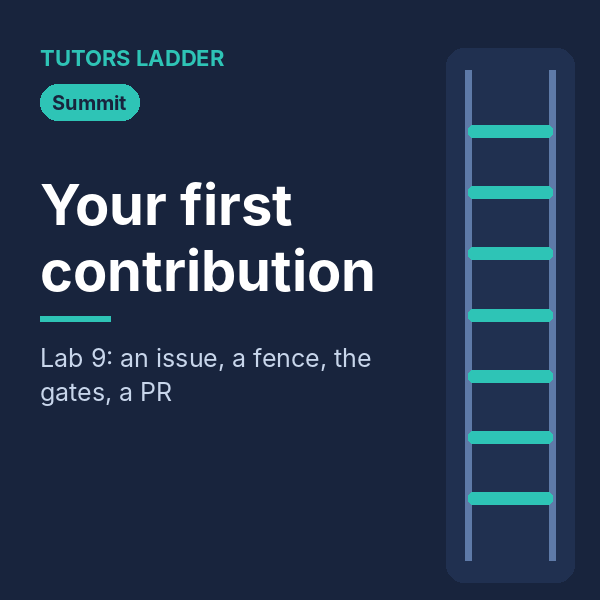 TUTORS LADDER
Summit
Your first
contribution
Lab 9: an issue, a fence, the
gates, a PR